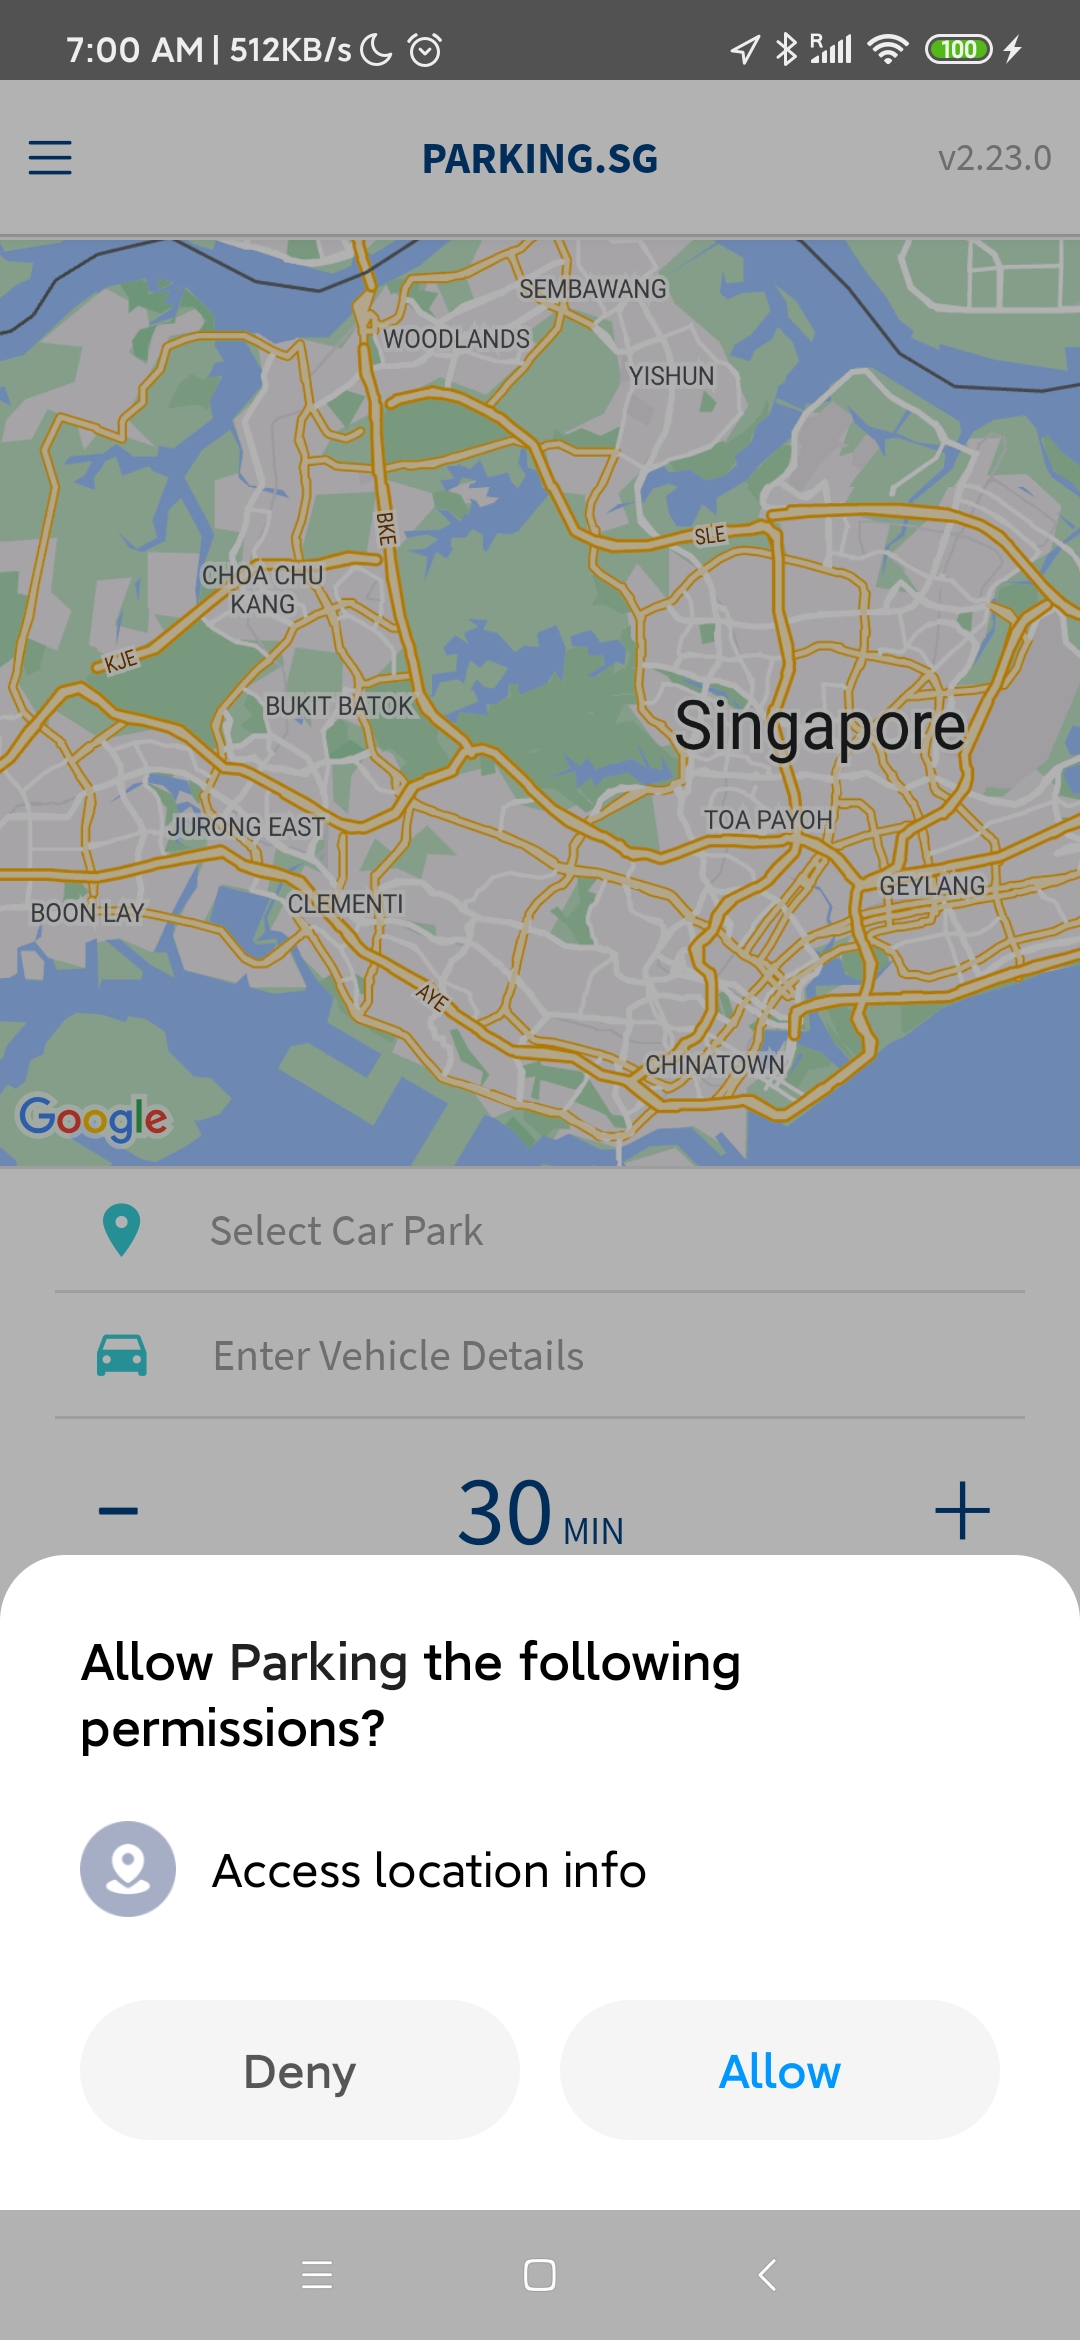 7:00 AM | 512KB/s
R
100
PARKING.SG
v2.23.0
SEMBAWANG
WOODLANDS
YISHUN
BKE
SLE
CHOA CHU
KANG
KJE
BUKIT BATOK
Singapore
TOA PAYOH
JURONG EAST
GEYLANG
CLEMENTI
BOON LAY
AYE
CHINATOWN
Google
Select Car Park
Enter Vehicle Details
30 MIN
Allow Parking the following
permissions?
Access location info
Deny
Allow